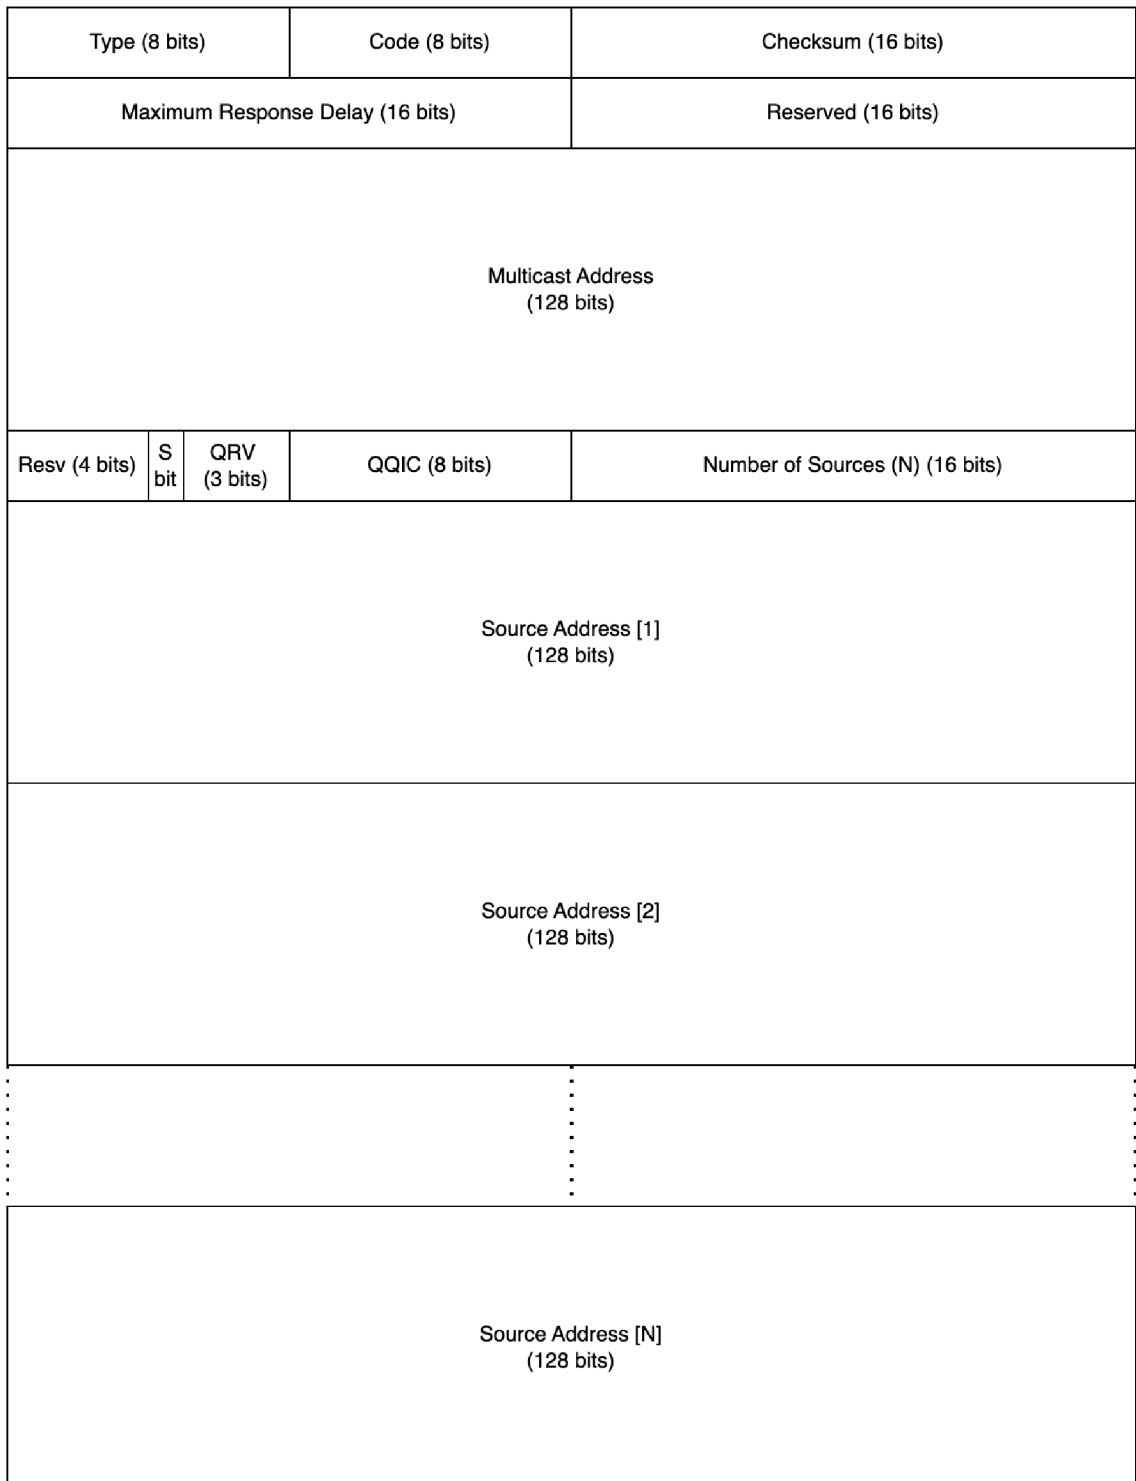 Type (8 bits)
Code (8 bits)
Checksum (16 bits)
Maximum Response Delay (16 bits)
Reserved (16 bits)
Multicast Address
(128 bits)
Resv (4 bits)
S
bit
QRV
(3 bits)
QQIC (8 bits)
Number of Sources (N) (16 bits)
Source Address [1]
(128 bits)
Source Address [2]
(128 bits)
Source Address [N]
(128 bits)